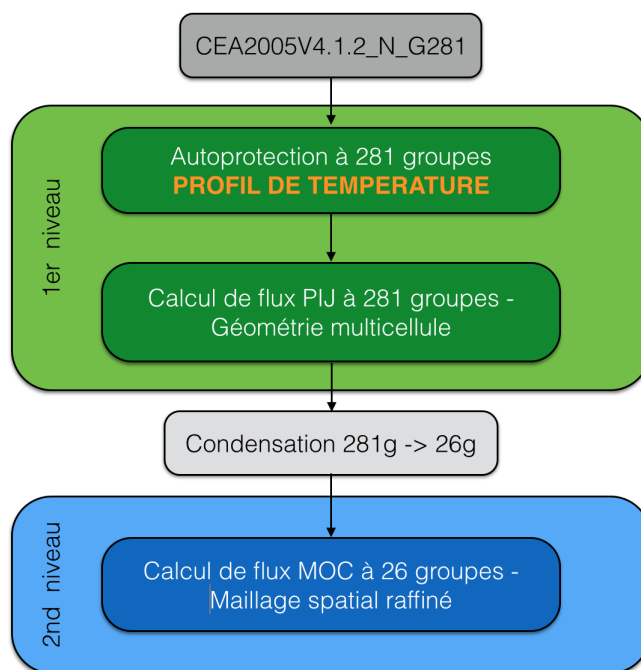 CEA2005V4.1.2_N_G281
1er niveau
Autoprotection à 281 groupes
PROFIL DE TEMPERATURE
Calcul de flux PIJ à 281 groupes -
Géométrie multicellule
Condensation 281g -> 26g
2nd niveau
Calcul de flux MOC à 26 groupes -
Maillage spatial raffiné